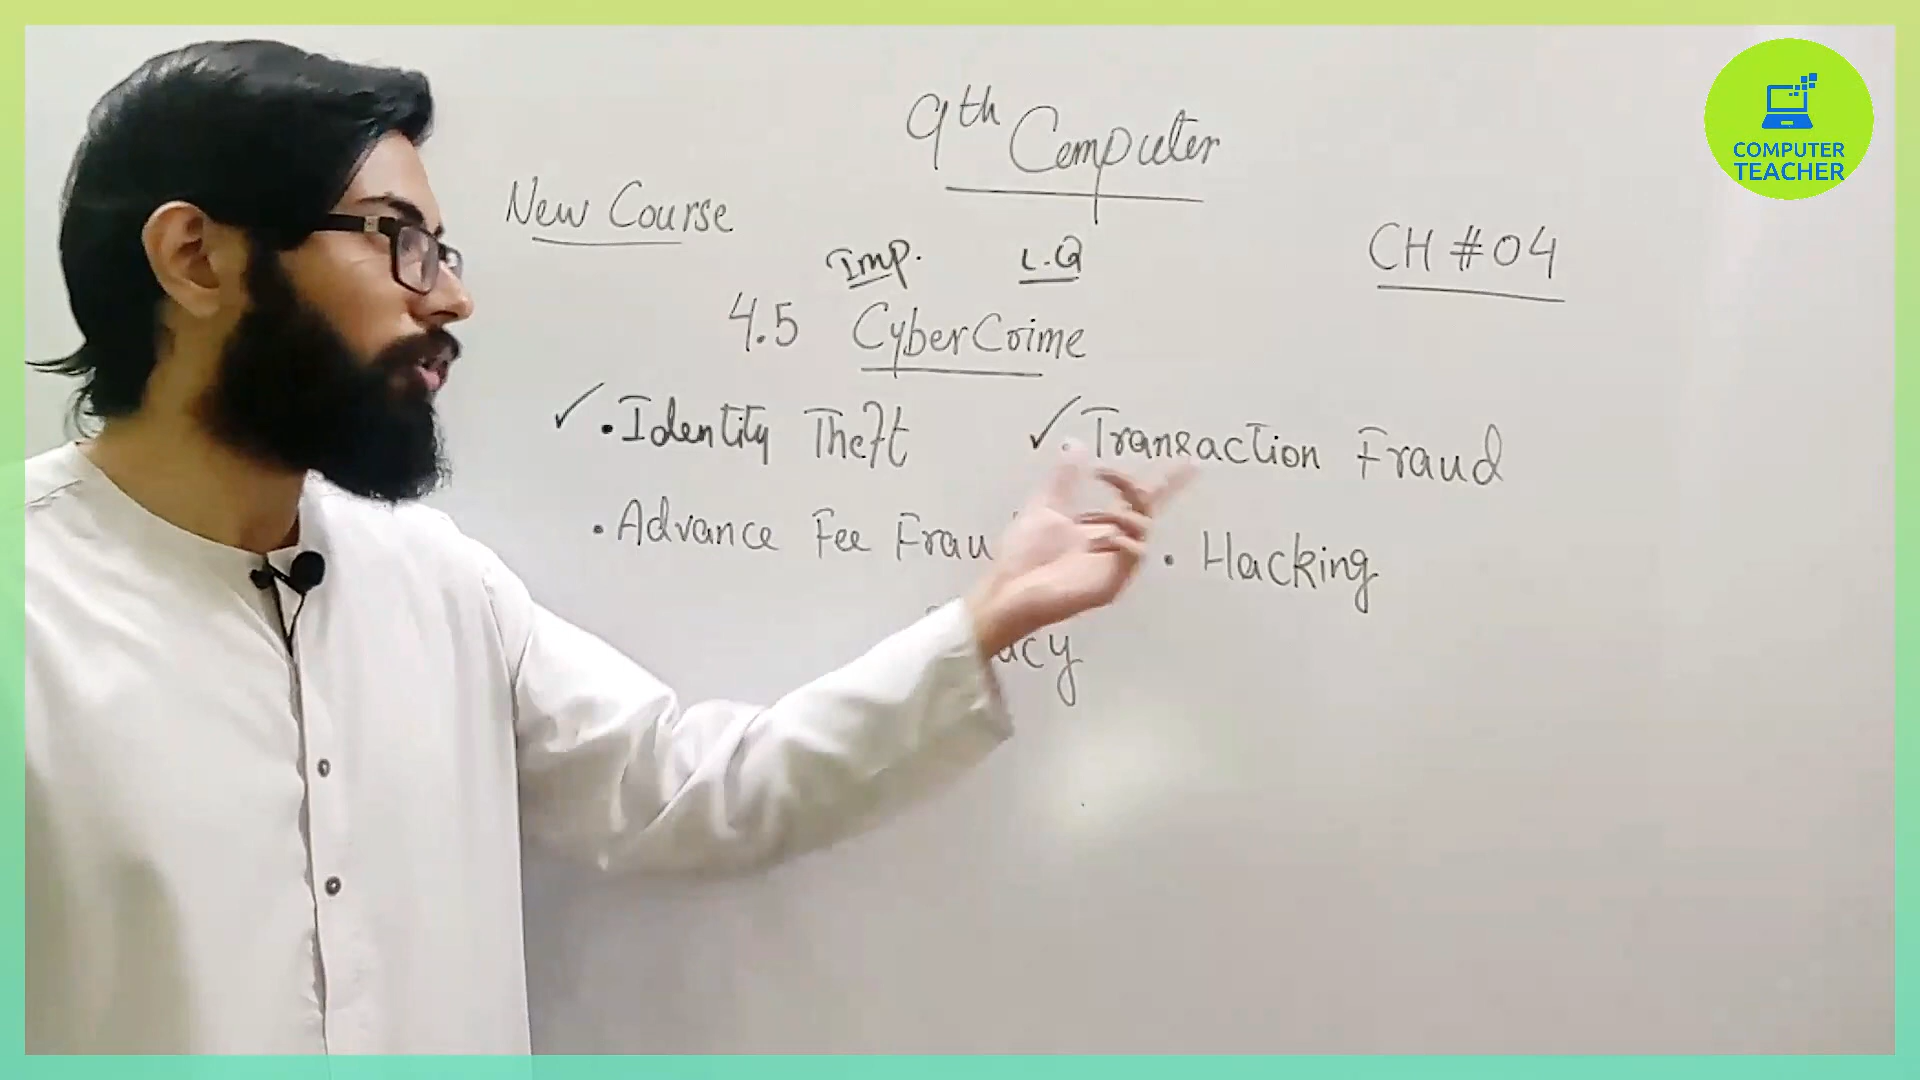 9th Computer
COMPUTER
TEACHER
New Course
CH #04
Imp. L.Q
4.5 CyberCrime
✓ • Identity Theft ✓ • Transaction Fraud
• Advance Fee • Hacking